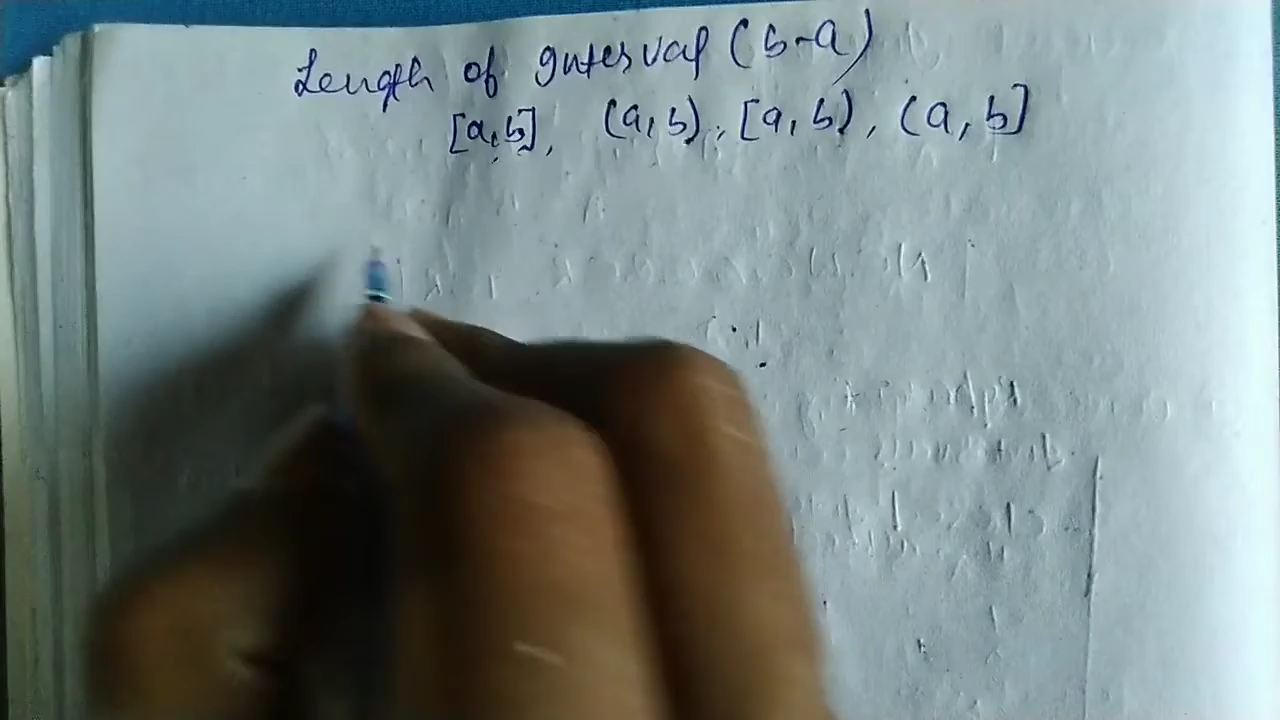 Length of Interval (b-a)
[a,b], (a,b), [a,b), (a,b]